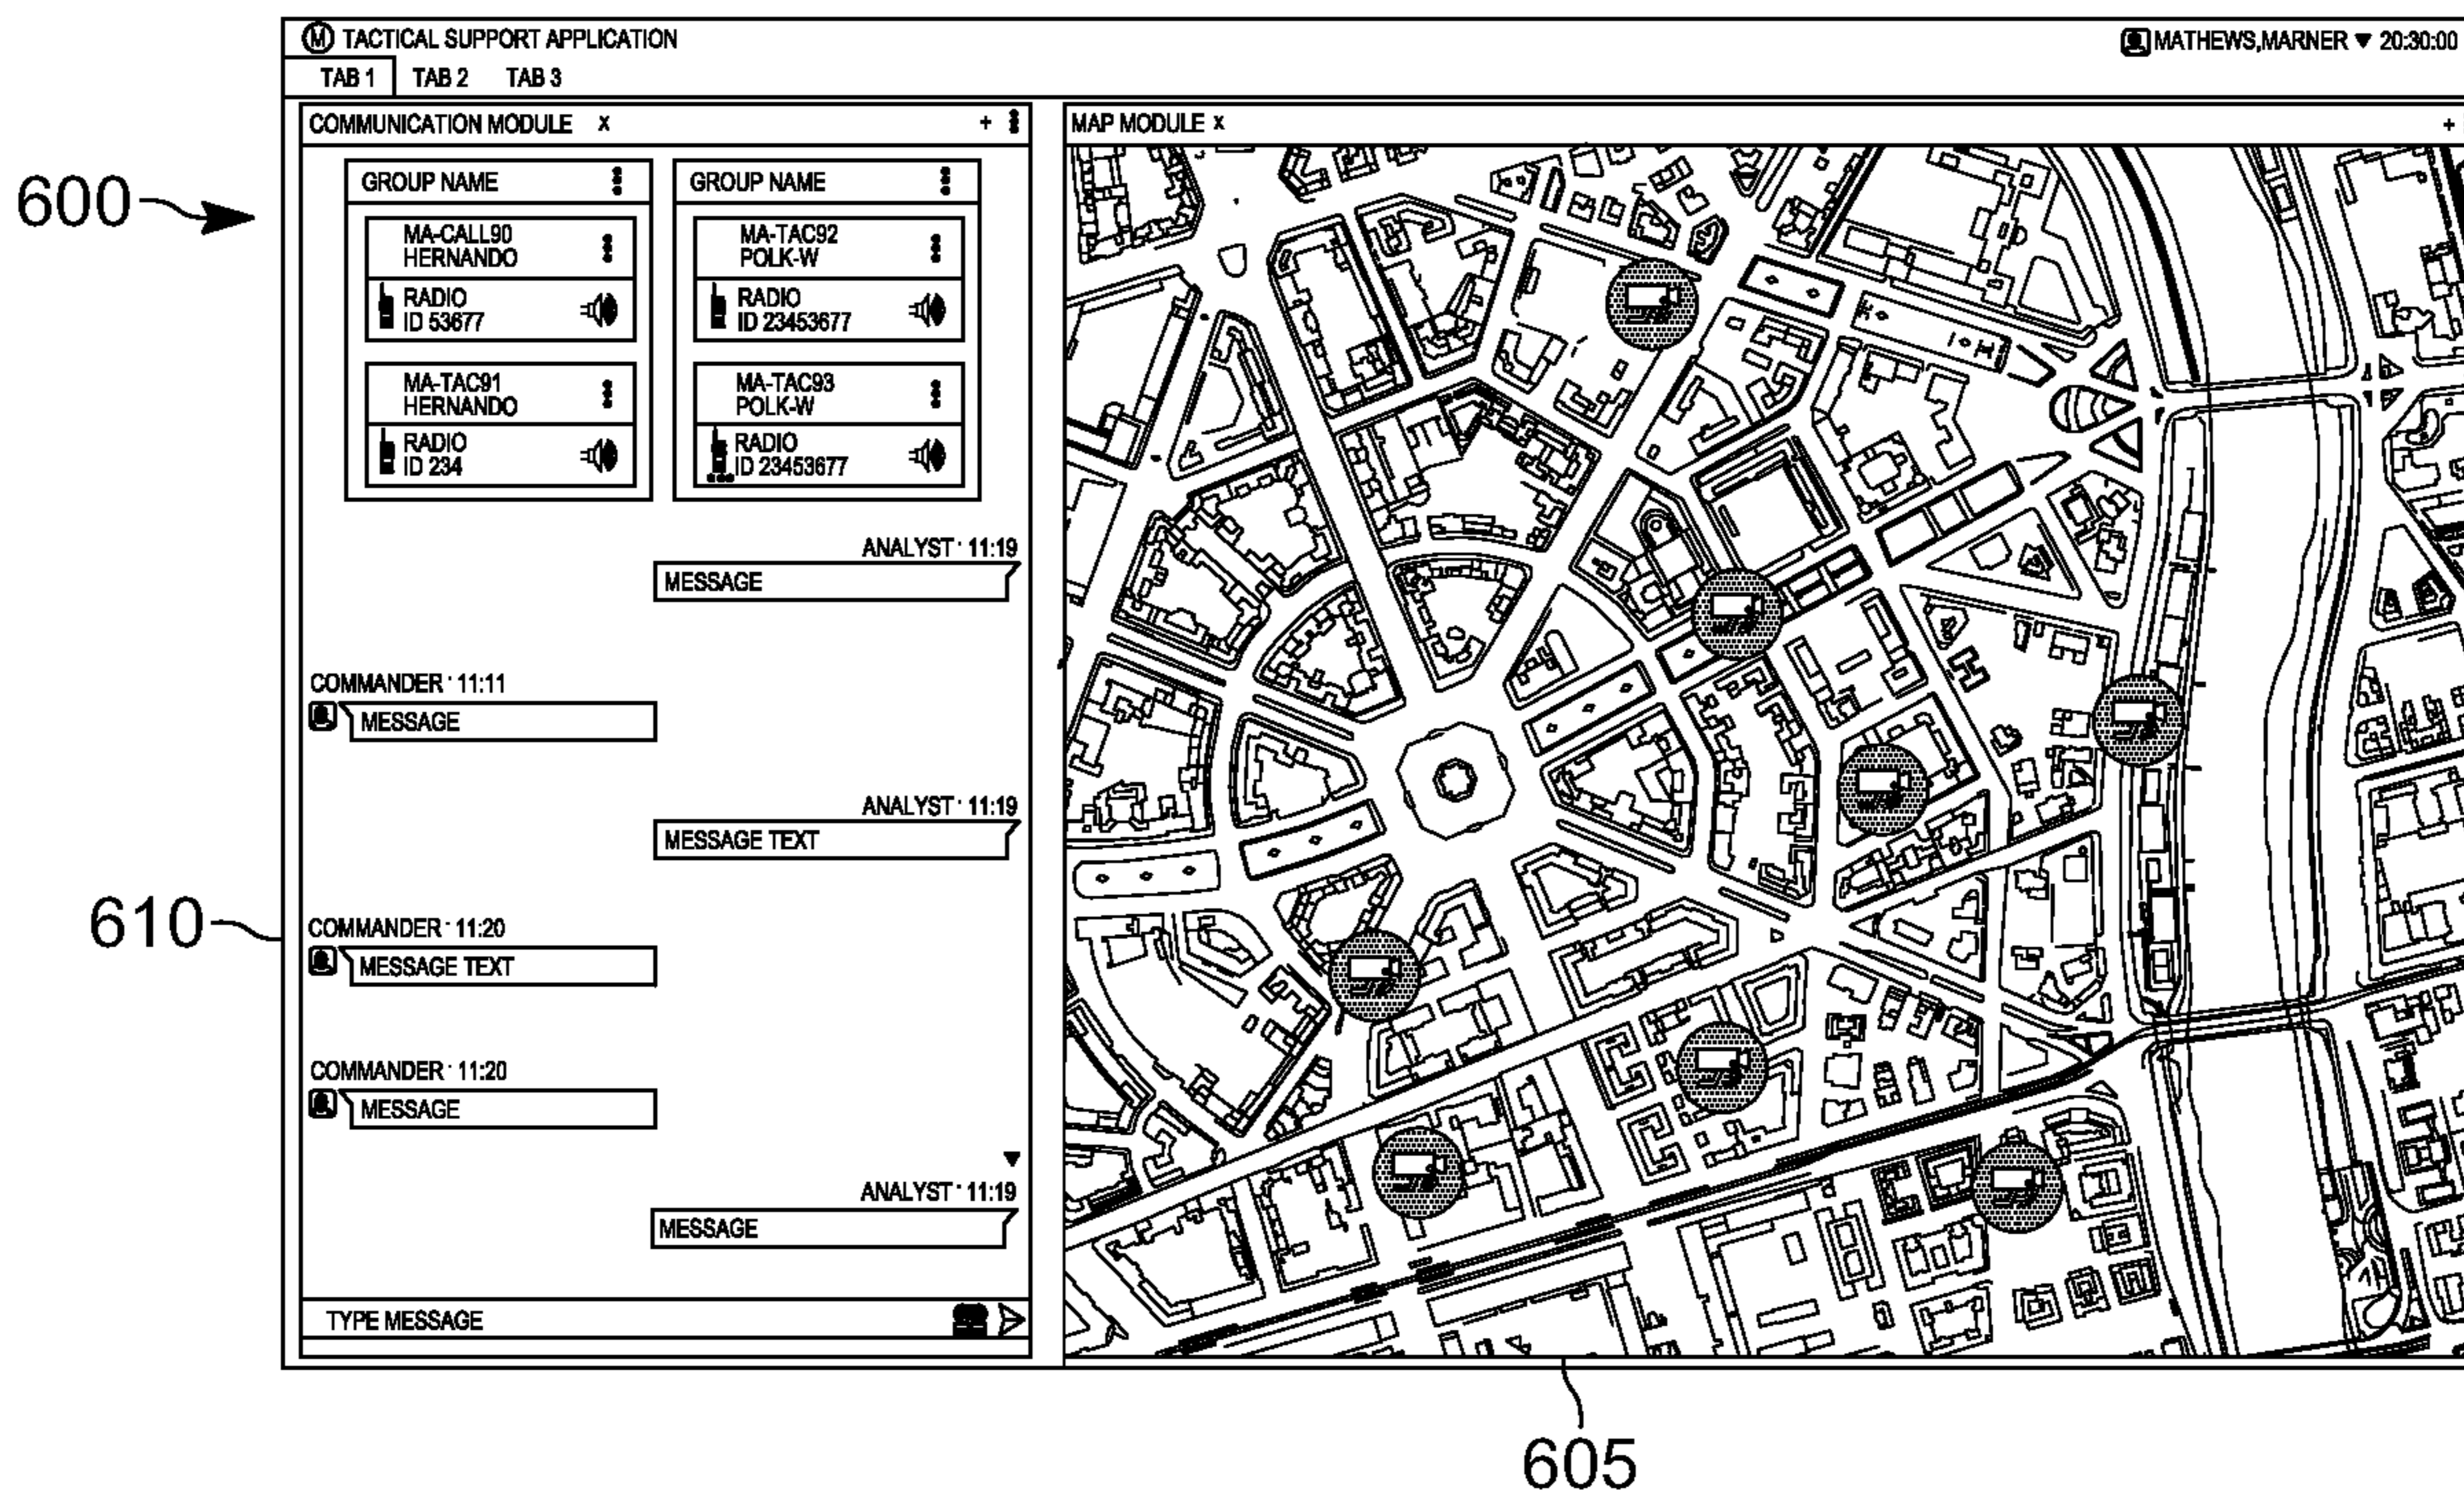 M TACTICAL SUPPORT APPLICATION
MATHEWS,MARNER ▼ 20:30:00
TAB 1 TAB 2 TAB 3
COMMUNICATION MODULE x +
MAP MODULE x +
600
GROUP NAME
MA-CALL90
HERNANDO
RADIO
ID 53677
MA-TAC91
HERNANDO
RADIO
ID 234
GROUP NAME
MA-TAC92
POLK-W
RADIO
ID 23453677
MA-TAC93
POLK-W
RADIO
ID 23453677
ANALYST · 11:19
MESSAGE
COMMANDER · 11:11
MESSAGE
ANALYST · 11:19
MESSAGE TEXT
610
COMMANDER · 11:20
MESSAGE TEXT
COMMANDER · 11:20
MESSAGE
ANALYST · 11:19
MESSAGE
TYPE MESSAGE
605